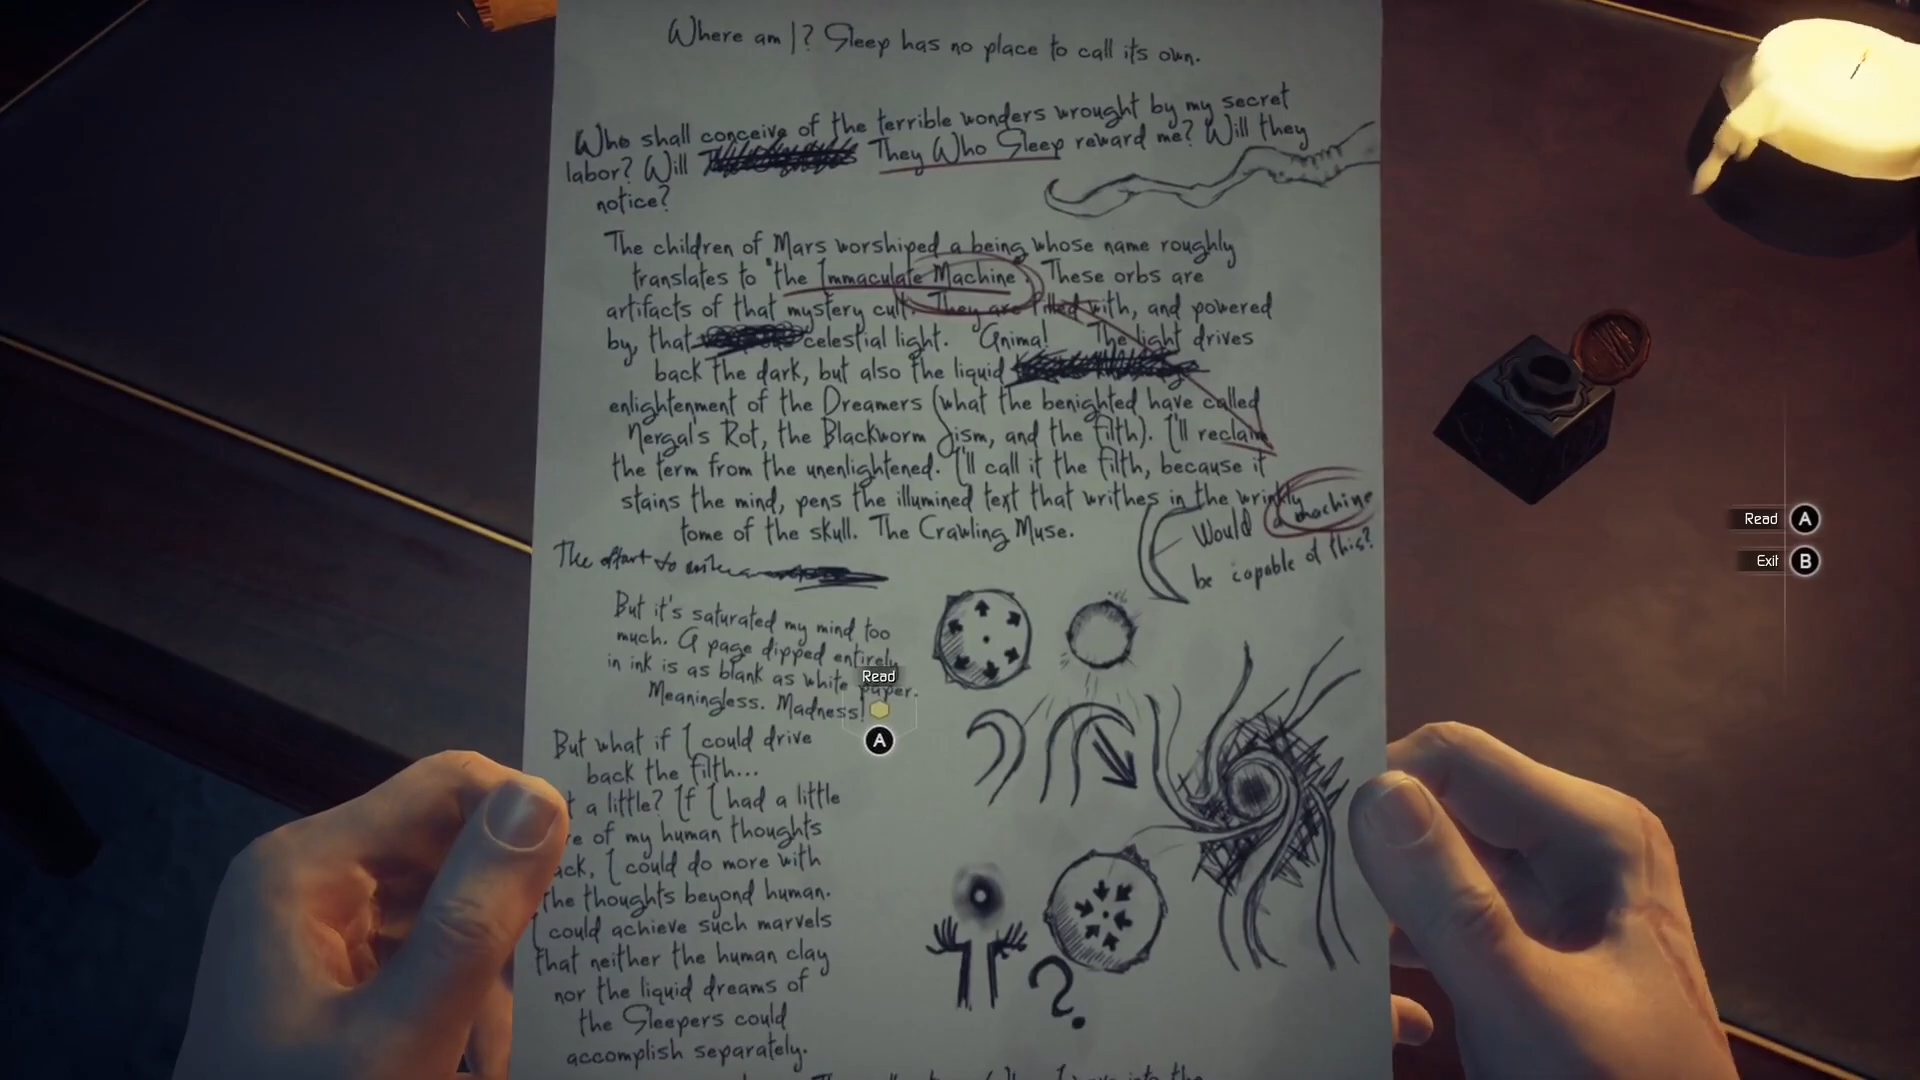 Where am I? Sleep has no place to call its own.
Who shall conceive of the terrible wonders wrought by my secret
labor? Will They Who Sleep reward me? Will they
notice?
The children of Mars worshiped a being whose name roughly
translates to "the Immaculate Machine". These orbs are
artifacts of that mystery cult. They are filled with, and powered
by, that celestial light. Anima! The light drives
back the dark, but also the liquid
enlightenment of the Dreamers (what the benighted have called
Nergal's Rot, the Blackworm Jism, and the filth). I'll reclaim
the term from the unenlightened. I'll call it the filth, because it
stains the mind, pens the illumined text that writhes in the wrinkly
tome of the skull. The Crawling Muse.
Would a machine
be capable of this?
The effort to
But it's saturated my mind too
much. A page dipped entirely
in ink is as blank as white paper.
Meaningless. Madness!
But what if I could drive
back the filth...
t a little? If I had a little
re of my human thoughts
ack, I could do more with
the thoughts beyond human.
I could achieve such marvels
that neither the human clay
nor the liquid dreams of
the Sleepers could
accomplish separately.
?
Read
A
Read A
Exit B